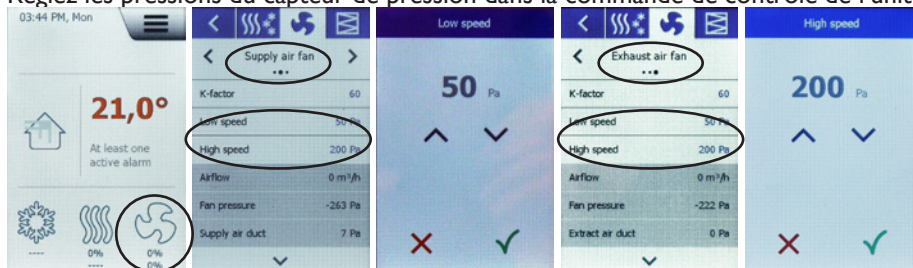 Réglez les pressions du capteur de pression dans la commande de contrôle de l'unit
03:44 PM, Mon
21,0°
At least one
active alarm
----
0%
----
0%
0%
Supply air fan
K-factor 60
Low speed 50 Pa
High speed 200 Pa
Airflow 0 m³/h
Fan pressure -263 Pa
Supply air duct 7 Pa
Low speed
50 Pa
Exhaust air fan
K-factor 60
Low speed 50 Pa
High speed 200 Pa
Airflow 0 m³/h
Fan pressure -222 Pa
Extract air duct 0 Pa
High speed
200 Pa